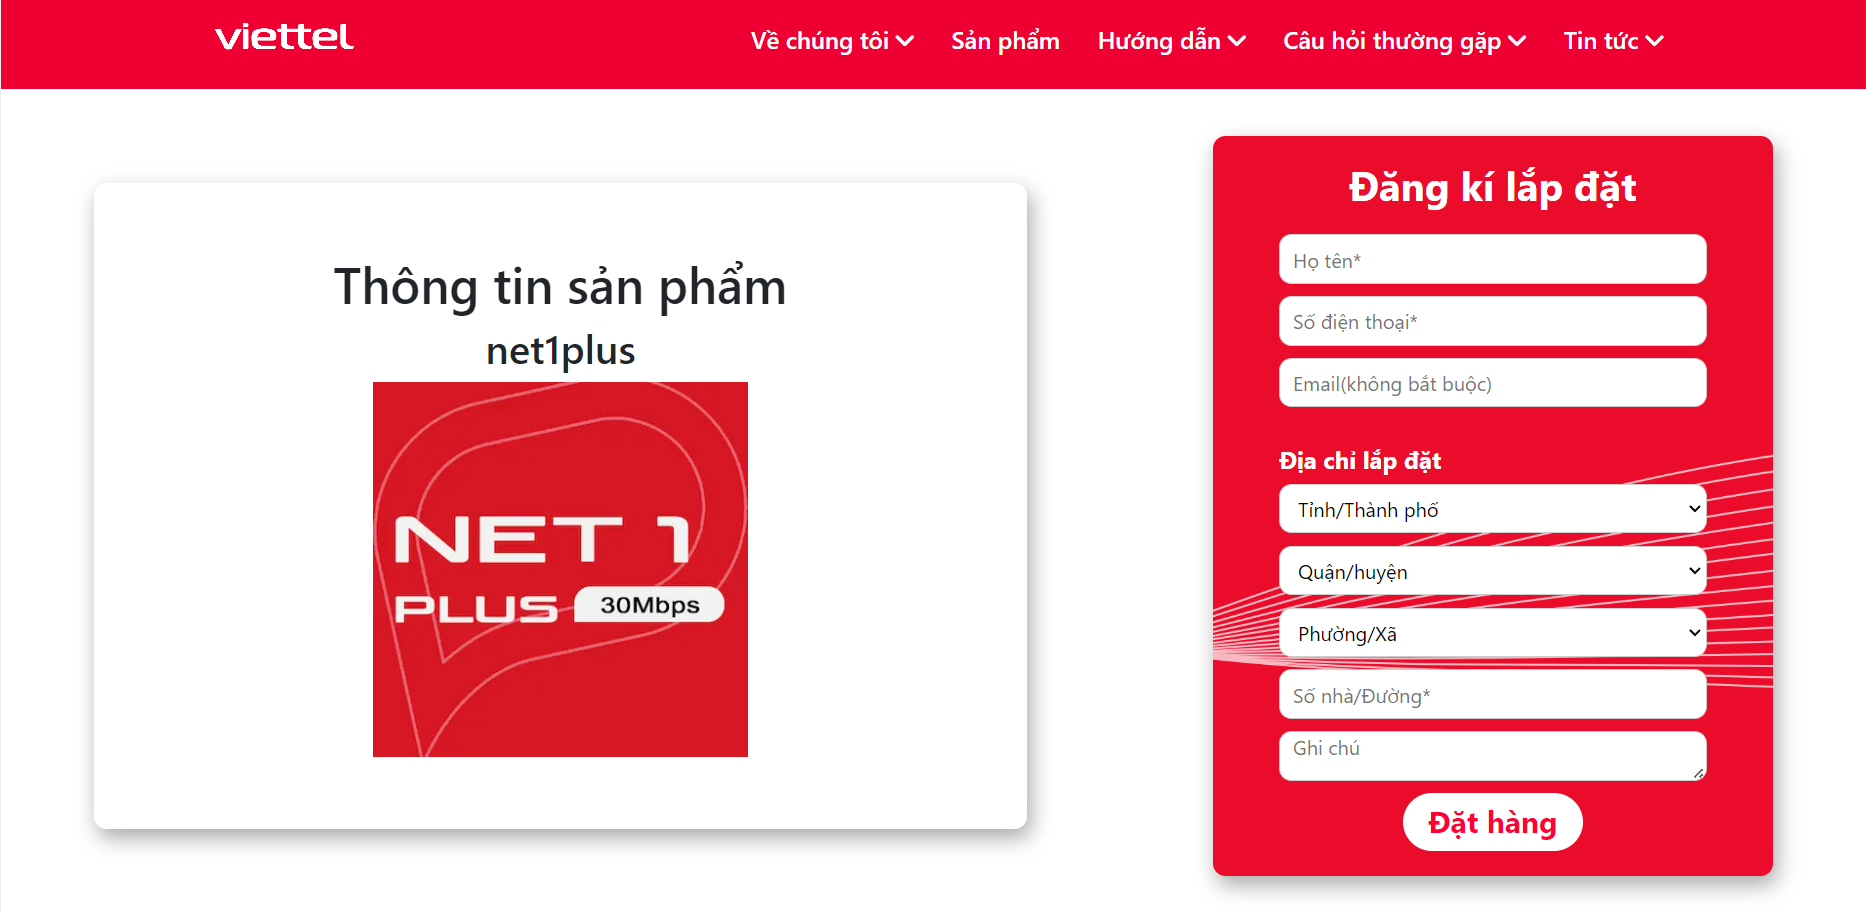 viettel
Về chúng tôi Sản phẩm Hướng dẫn Câu hỏi thường gặp Tin tức
Thông tin sản phẩm
net1plus
NET 1
PLUS 30Mbps
Đăng kí lắp đặt
Họ tên*
Số điện thoại*
Email(không bắt buộc)
Địa chỉ lắp đặt
Tỉnh/Thành phố
Quận/huyện
Phường/Xã
Số nhà/Đường*
Ghi chú
Đặt hàng